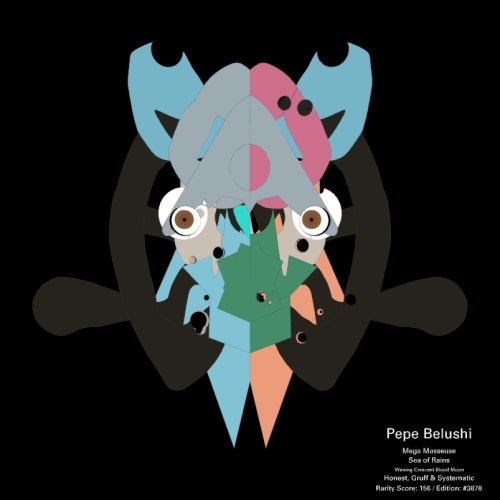 Pepe Belushi
Mega Masseuse
Sea of Rains
Waning Crescent Blood Moon
Honest, Gruff & Systematic
Rarity Score: 156 / Edition: #3878